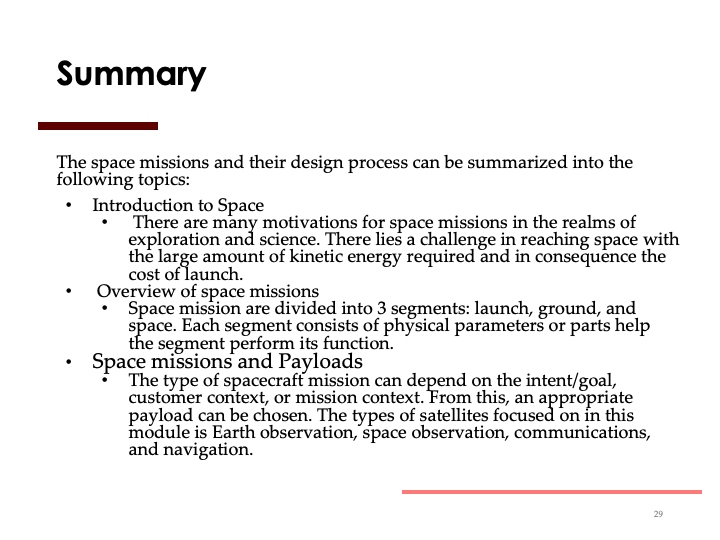 Summary
The space missions and their design process can be summarized into the
following topics:
• Introduction to Space
• There are many motivations for space missions in the realms of
exploration and science. There lies a challenge in reaching space with
the large amount of kinetic energy required and in consequence the
cost of launch.
• Overview of space missions
• Space mission are divided into 3 segments: launch, ground, and
space. Each segment consists of physical parameters or parts help
the segment perform its function.
• Space missions and Payloads
• The type of spacecraft mission can depend on the intent/goal,
customer context, or mission context. From this, an appropriate
payload can be chosen. The types of satellites focused on in this
module is Earth observation, space observation, communications,
and navigation.
29